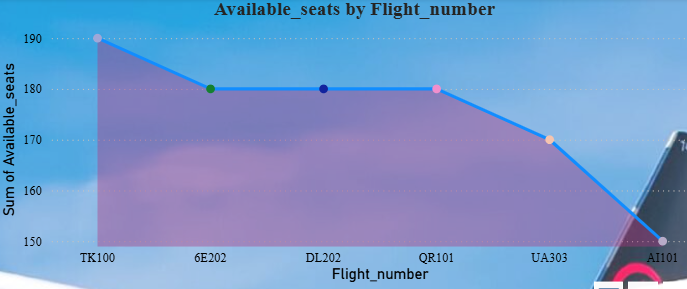 Available_seats by Flight_number
190
180
170
160
150
Sum of Available_seats
TK100 6E202 DL202 QR101 UA303 AI101
Flight_number